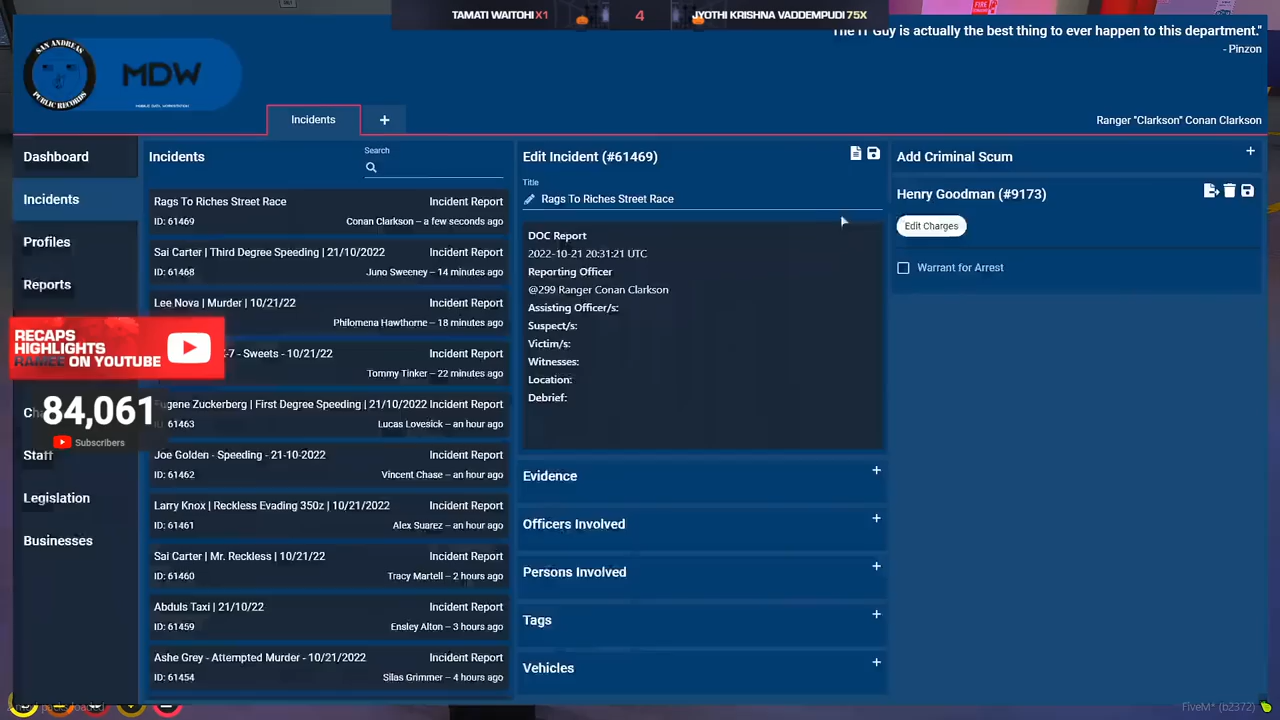 TAMATI WAITOHI X1
4
JYOTHI KRISHNA VADDEMPUDI 75X
The IT Guy is actually the best thing to ever happen to this department."
- Pinzon
SAN ANDREAS
PUBLIC RECORDS
MDW
MOBILE DATA WORKSTATION
Incidents
+
Ranger "Clarkson" Conan Clarkson
Dashboard
Incidents
Profiles
Reports
RECAPS
HIGHLIGHTS
RAMEE ON YOUTUBE
84,061
Subscribers
Staff
Legislation
Businesses
Incidents
Search
Rags To Riches Street Race Incident Report
ID: 61469 Conan Clarkson – a few seconds ago
Sai Carter | Third Degree Speeding | 21/10/2022 Incident Report
ID: 61468 Juno Sweeney – 14 minutes ago
Lee Nova | Murder | 10/21/22 Incident Report
Philomena Hawthorne – 18 minutes ago
-7 - Sweets - 10/21/22 Incident Report
Tommy Tinker – 22 minutes ago
Eugene Zuckerberg | First Degree Speeding | 21/10/2022 Incident Report
ID: 61463 Lucas Lovesick – an hour ago
Joe Golden - Speeding - 21-10-2022 Incident Report
ID: 61462 Vincent Chase – an hour ago
Larry Knox | Reckless Evading 350z | 10/21/2022 Incident Report
ID: 61461 Alex Suarez – an hour ago
Sai Carter | Mr. Reckless | 10/21/22 Incident Report
ID: 61460 Tracy Martell – 2 hours ago
Abduls Taxi | 21/10/22 Incident Report
ID: 61459 Ensley Alton – 3 hours ago
Ashe Grey - Attempted Murder - 10/21/2022 Incident Report
ID: 61454 Silas Grimmer – 4 hours ago
Edit Incident (#61469)
Title
Rags To Riches Street Race
DOC Report
2022-10-21 20:31:21 UTC
Reporting Officer
@299 Ranger Conan Clarkson
Assisting Officer/s:
Suspect/s:
Victim/s:
Witnesses:
Location:
Debrief:
Evidence +
Officers Involved +
Persons Involved +
Tags +
Vehicles +
Add Criminal Scum +
Henry Goodman (#9173)
Edit Charges
Warrant for Arrest
packs loaded
FiveM* (b2372)